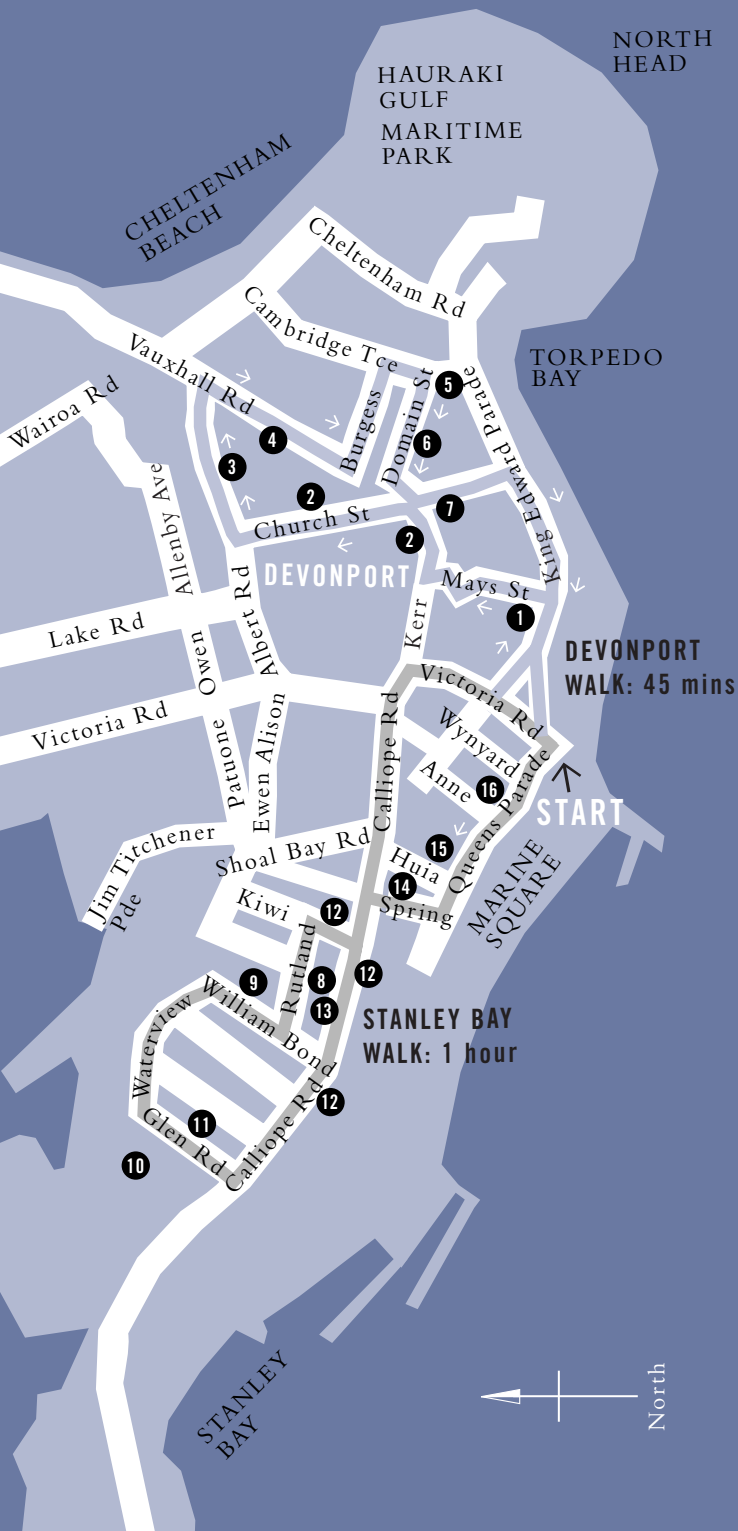 NORTH
HEAD
HAURAKI
GULF
MARITIME
PARK
CHELTENHAM
BEACH
Cheltenham Rd
Cambridge Tce
Vauxhall Rd
TORPEDO
BAY
Wairoa Rd
Burgess
Domain St
King Edward Parade
5
6
4
3
2
7
Church St
2
Allenby Ave
DEVONPORT
Mays St
1
Kerr
Lake Rd
Albert Rd
Owen
DEVONPORT
WALK: 45 mins
Victoria Rd
Victoria Rd
Wynyard
Anne
16
Calliope Rd
Patuone
Ewen Alison
Queens Parade
START
Jim Titchener
Pde
Shoal Bay Rd
15
Huia
14
Spring
MARINE
SQUARE
Kiwi
12
12
Rutland
8
9
13
William Bond
STANLEY BAY
WALK: 1 hour
Waterview
12
11
Glen Rd
Calliope Rd
10
STANLEY
BAY
North